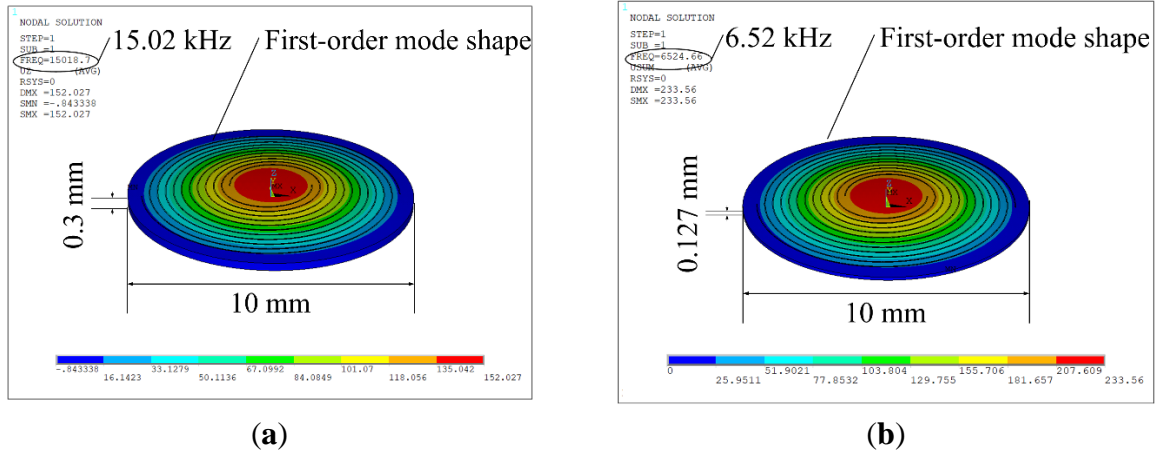 1
NODAL SOLUTION
STEP=1
SUB =1
FREQ=15018.7
UZ (AVG)
RSYS=0
DMX =152.027
SMN =-.843338
SMX =152.027
15.02 kHz
First-order mode shape
0.3 mm
10 mm
Z
X
-.843338
16.1423
33.1279
50.1136
67.0992
84.0849
101.07
118.056
135.042
152.027
(a)
1
NODAL SOLUTION
STEP=1
SUB =1
FREQ=6524.66
USUM (AVG)
RSYS=0
DMX =233.56
SMX =233.56
6.52 kHz
First-order mode shape
0.127 mm
10 mm
Z
X
0
25.9511
51.9021
77.8532
103.804
129.755
155.706
181.657
207.609
233.56
(b)